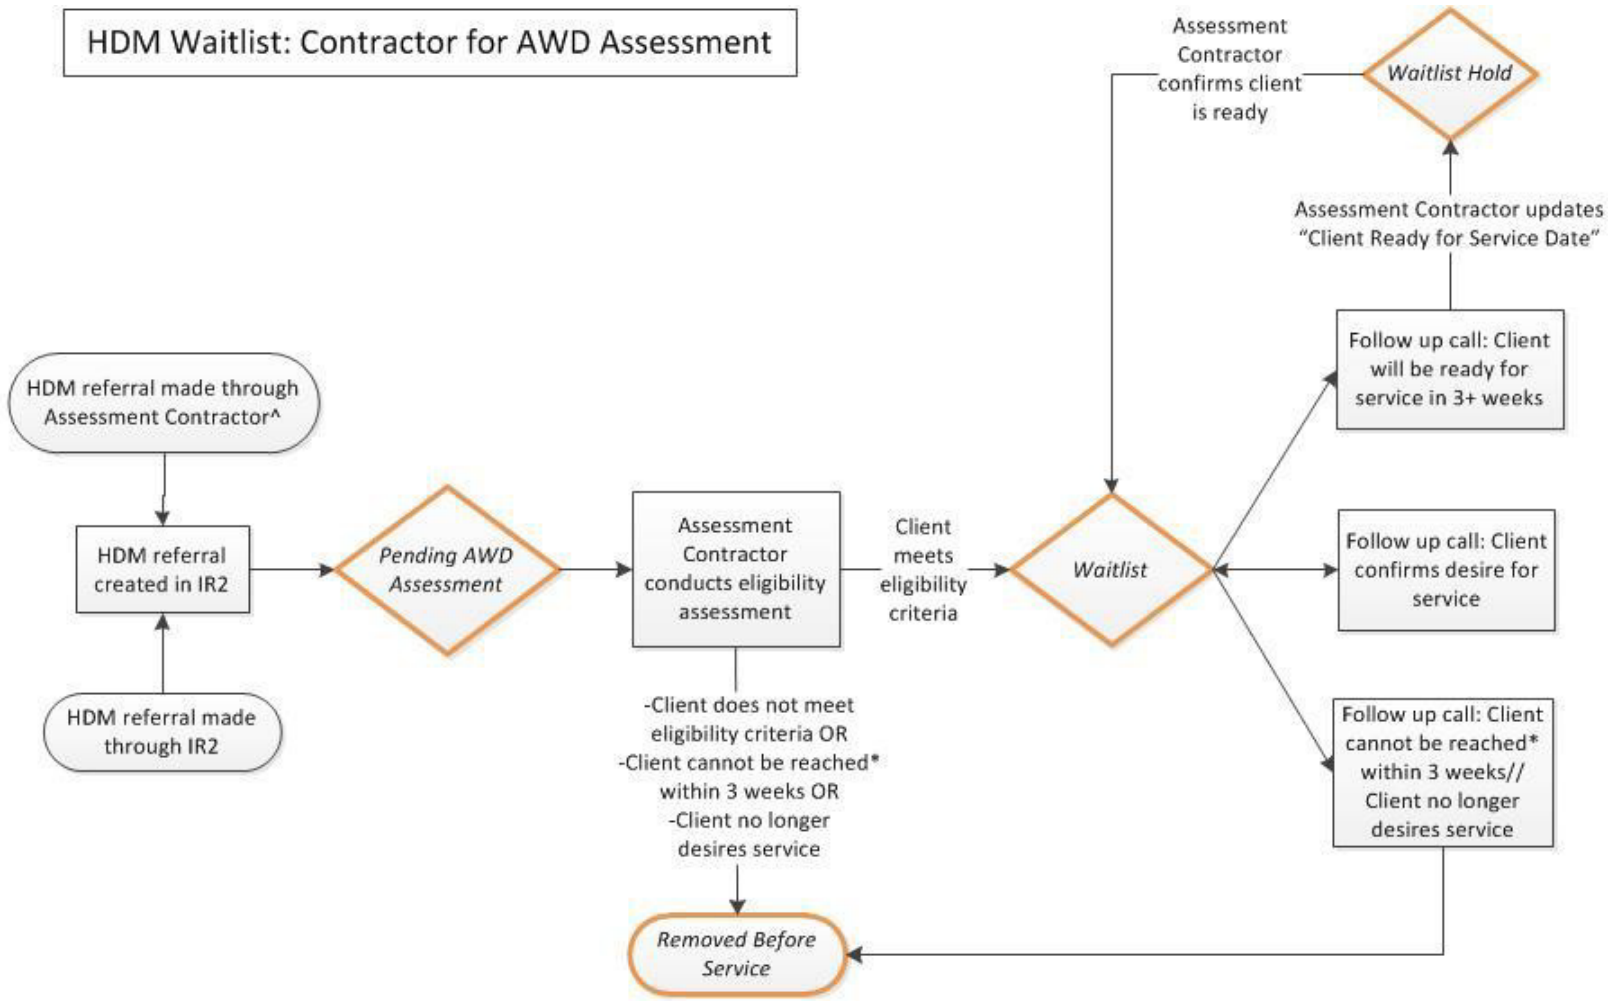 HDM Waitlist: Contractor for AWD Assessment
Assessment
Contractor
confirms client
is ready
Waitlist Hold
Assessment Contractor updates
“Client Ready for Service Date”
Follow up call: Client
will be ready for
service in 3+ weeks
HDM referral made through
Assessment Contractor^
HDM referral
created in IR2
HDM referral made
through IR2
Pending AWD
Assessment
Assessment
Contractor
conducts eligibility
assessment
Client
meets
eligibility
criteria
Waitlist
Follow up call: Client
confirms desire for
service
Follow up call: Client
cannot be reached*
within 3 weeks//
Client no longer
desires service
-Client does not meet
eligibility criteria OR
-Client cannot be reached*
within 3 weeks OR
-Client no longer
desires service
Removed Before
Service